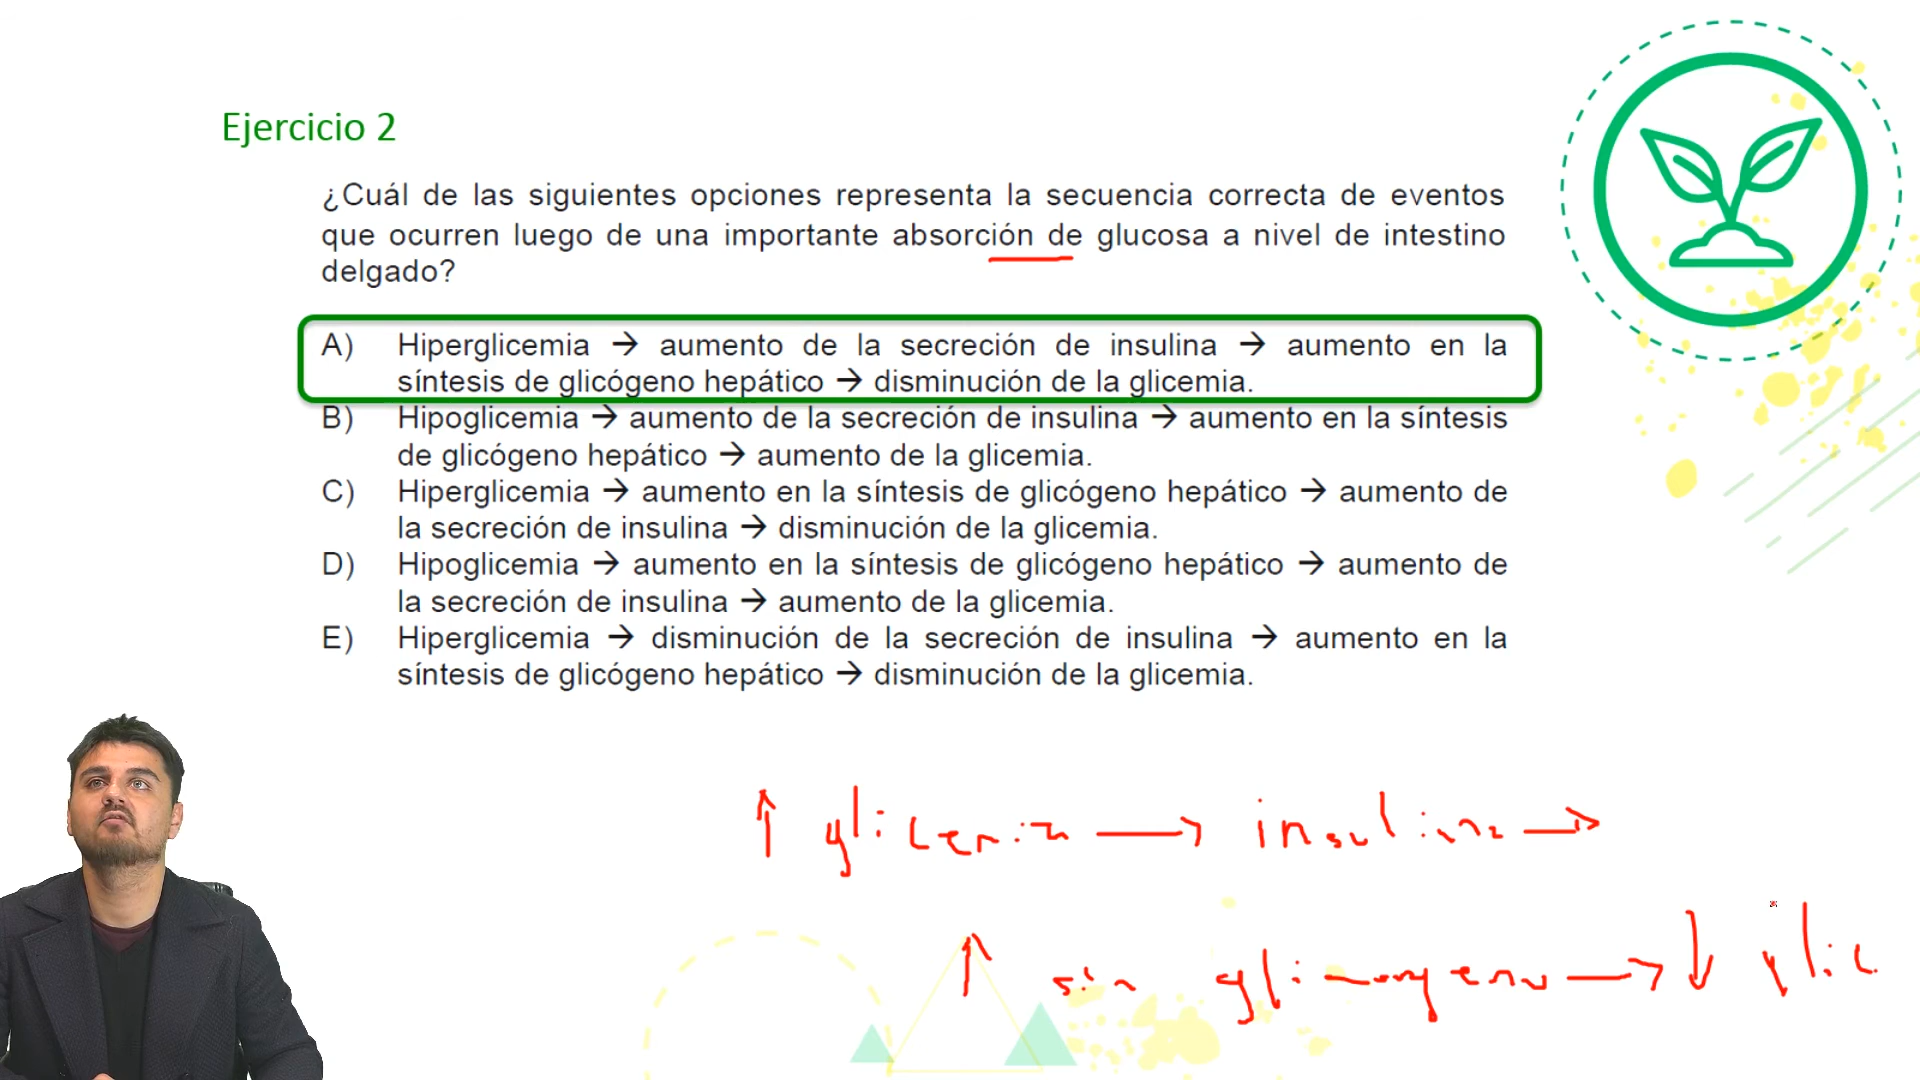 Ejercicio 2
¿Cuál de las siguientes opciones representa la secuencia correcta de eventos
que ocurren luego de una importante absorción de glucosa a nivel de intestino
delgado?
A) Hiperglicemia → aumento de la secreción de insulina → aumento en la
síntesis de glicógeno hepático → disminución de la glicemia.
B) Hipoglicemia → aumento de la secreción de insulina → aumento en la síntesis
de glicógeno hepático → aumento de la glicemia.
C) Hiperglicemia → aumento en la síntesis de glicógeno hepático → aumento de
la secreción de insulina → disminución de la glicemia.
D) Hipoglicemia → aumento en la síntesis de glicógeno hepático → aumento de
la secreción de insulina → aumento de la glicemia.
E) Hiperglicemia → disminución de la secreción de insulina → aumento en la
síntesis de glicógeno hepático → disminución de la glicemia.
↑ glicemia → insulina →
↑ sin → ↓ glic